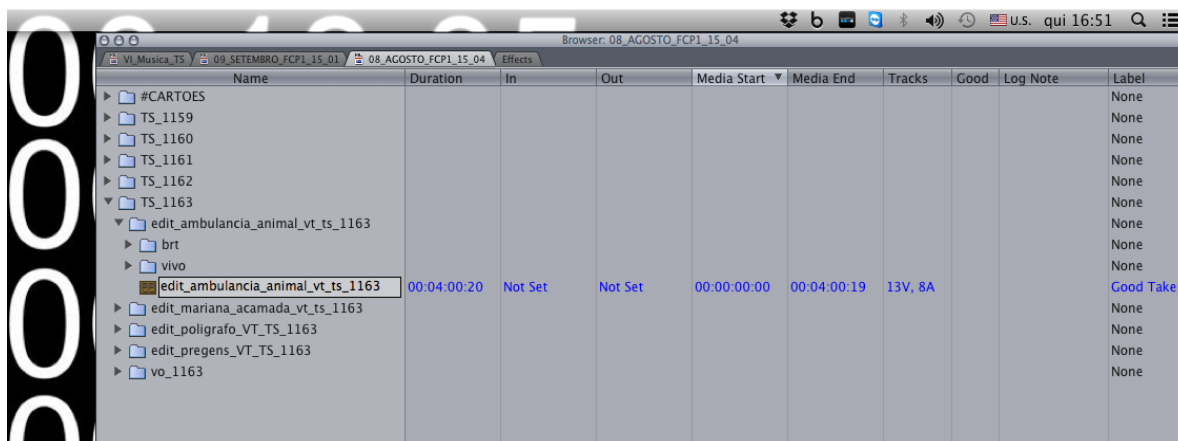 U.S. qui 16:51
Browser: 08_AGOSTO_FCP1_15_04
VI_Musica_TS 09_SETEMBRO_FCP1_15_01 08_AGOSTO_FCP1_15_04 Effects
Name Duration In Out Media Start Media End Tracks Good Log Note Label
#CARTOES None
TS_1159 None
TS_1160 None
TS_1161 None
TS_1162 None
TS_1163 None
edit_ambulancia_animal_vt_ts_1163 None
brt None
vivo None
edit_ambulancia_animal_vt_ts_1163 00:04:00:20 Not Set Not Set 00:00:00:00 00:04:00:19 13V, 8A Good Take
edit_mariana_acamada_vt_ts_1163 None
edit_poligrafo_VT_TS_1163 None
edit_pregens_VT_TS_1163 None
vo_1163 None